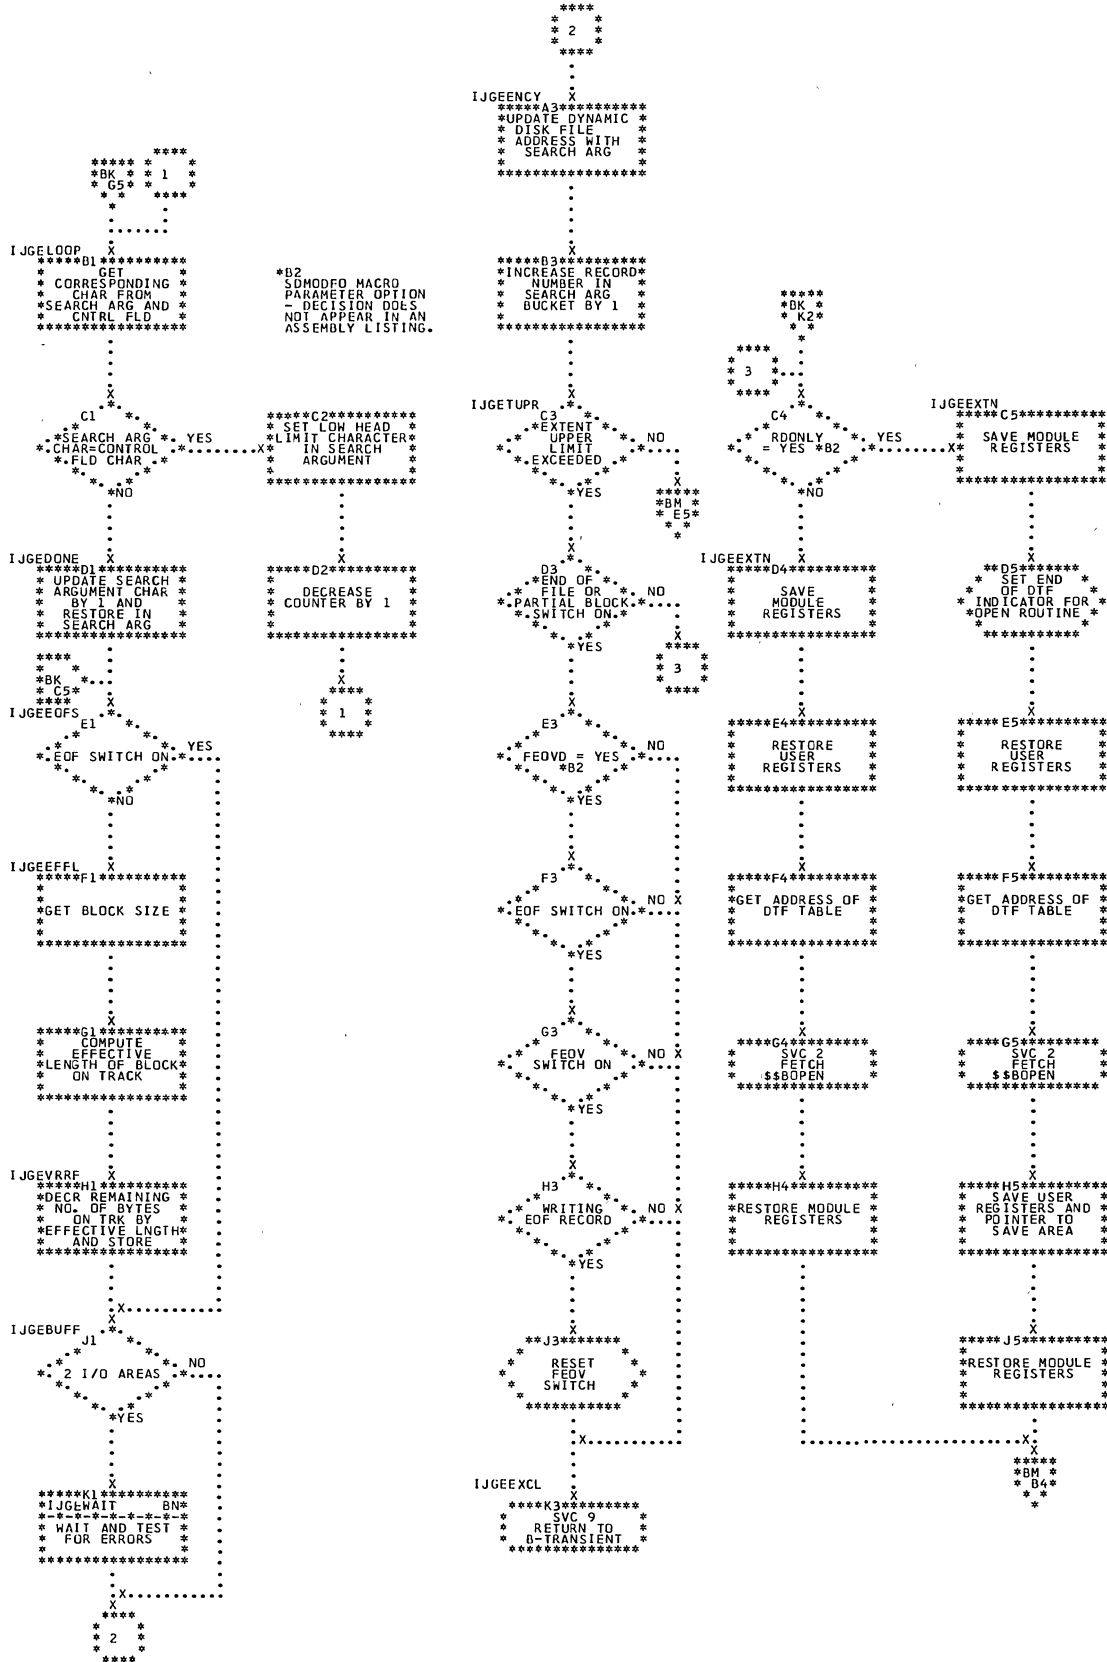 2
IJGEENCY
A3
UPDATE DYNAMIC
DISK FILE
ADDRESS WITH
SEARCH ARG
BK
G5
1
IJGELOOP
B1
GET
CORRESPONDING
CHAR FROM
SEARCH ARG AND
CNTRL FLD
*B2
SDMODFO MACRO
PARAMETER OPTION
- DECISION DOES
NOT APPEAR IN AN
ASSEMBLY LISTING.
B3
INCREASE RECORD
NUMBER IN
SEARCH ARG
BUCKET BY 1
BK
K2
3
C1
SEARCH ARG
CHAR=CONTROL
FLD CHAR
YES
NO
C2
SET LOW HEAD
LIMIT CHARACTER
IN SEARCH
ARGUMENT
IJGETUPR
C3
EXTENT
UPPER
LIMIT
EXCEEDED
NO
YES
BM
E5
C4
RDONLY
= YES *B2
YES
NO
IJGEEXTN
C5
SAVE MODULE
REGISTERS
IJGEDONE
D1
UPDATE SEARCH
ARGUMENT CHAR
BY 1 AND
RESTORE IN
SEARCH ARG
D2
DECREASE
COUNTER BY 1
1
D3
END OF
FILE OR
PARTIAL BLOCK
SWITCH ON
NO
YES
3
IJGEEXTN
D4
SAVE
MODULE
REGISTERS
D5
SET END
OF DTF
INDICATOR FOR
OPEN ROUTINE
BK
C5
IJGEEOFS
E1
EOF SWITCH ON
YES
NO
E3
FEOVD = YES
*B2
NO
YES
E4
RESTORE
USER
REGISTERS
E5
RESTORE
USER
REGISTERS
IJGEEFFL
F1
GET BLOCK SIZE
F3
EOF SWITCH ON
NO
YES
F4
GET ADDRESS OF
DTF TABLE
F5
GET ADDRESS OF
DTF TABLE
G1
COMPUTE
EFFECTIVE
LENGTH OF BLOCK
ON TRACK
G3
FEOV
SWITCH ON
NO
YES
G4
SVC 2
FETCH
$$BOPEN
G5
SVC 2
FETCH
$$BOPEN
IJGEVRRF
H1
DECR REMAINING
NO. OF BYTES
ON TRK BY
EFFECTIVE LNGTH
AND STORE
H3
WRITING
EOF RECORD
NO
YES
H4
RESTORE MODULE
REGISTERS
H5
SAVE USER
REGISTERS AND
POINTER TO
SAVE AREA
IJGEBUFF
J1
2 I/O AREAS
NO
YES
J3
RESET
FEOV
SWITCH
J5
RESTORE MODULE
REGISTERS
K1
IJGEWAIT BN
WAIT AND TEST
FOR ERRORS
2
IJGEEXCL
K3
SVC 9
RETURN TO
B-TRANSIENT
BM
B4